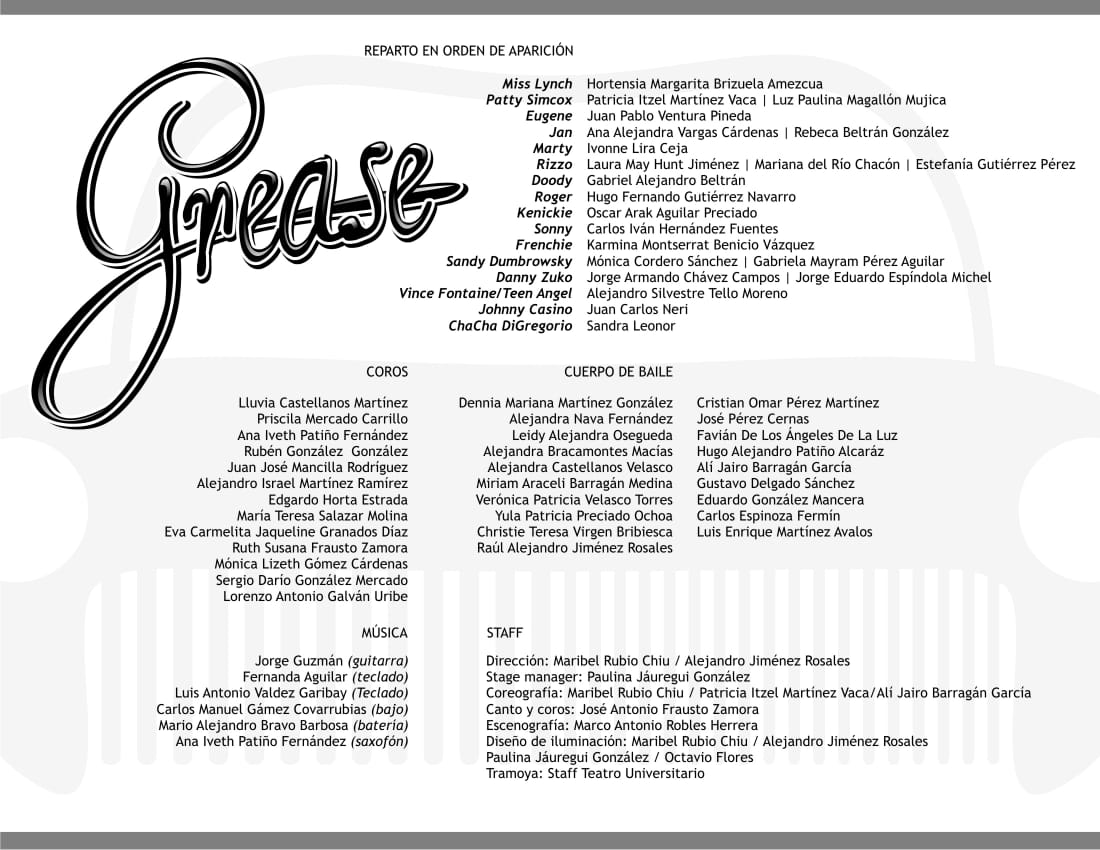 Grease
REPARTO EN ORDEN DE APARICIÓN
Miss Lynch Hortensia Margarita Brizuela Amezcua
Patty Simcox Patricia Itzel Martínez Vaca | Luz Paulina Magallón Mujica
Eugene Juan Pablo Ventura Pineda
Jan Ana Alejandra Vargas Cárdenas | Rebeca Beltrán González
Marty Ivonne Lira Ceja
Rizzo Laura May Hunt Jiménez | Mariana del Río Chacón | Estefanía Gutiérrez Pérez
Doody Gabriel Alejandro Beltrán
Roger Hugo Fernando Gutiérrez Navarro
Kenickie Oscar Arak Aguilar Preciado
Sonny Carlos Iván Hernández Fuentes
Frenchie Karmina Montserrat Benicio Vázquez
Sandy Dumbrowsky Mónica Cordero Sánchez | Gabriela Mayram Pérez Aguilar
Danny Zuko Jorge Armando Chávez Campos | Jorge Eduardo Espíndola Michel
Vince Fontaine/Teen Angel Alejandro Silvestre Tello Moreno
Johnny Casino Juan Carlos Neri
ChaCha DiGregorio Sandra Leonor
COROS
Lluvia Castellanos Martínez
Priscila Mercado Carrillo
Ana Iveth Patiño Fernández
Rubén González González
Juan José Mancilla Rodríguez
Alejandro Israel Martínez Ramírez
Edgardo Horta Estrada
María Teresa Salazar Molina
Eva Carmelita Jaqueline Granados Díaz
Ruth Susana Frausto Zamora
Mónica Lizeth Gómez Cárdenas
Sergio Darío González Mercado
Lorenzo Antonio Galván Uribe
CUERPO DE BAILE
Dennia Mariana Martínez González
Alejandra Nava Fernández
Leidy Alejandra Osegueda
Alejandra Bracamontes Macías
Alejandra Castellanos Velasco
Miriam Araceli Barragán Medina
Verónica Patricia Velasco Torres
Yula Patricia Preciado Ochoa
Christie Teresa Virgen Bribiesca
Raúl Alejandro Jiménez Rosales
Cristian Omar Pérez Martínez
José Pérez Cernas
Favián De Los Ángeles De La Luz
Hugo Alejandro Patiño Alcaráz
Alí Jairo Barragán García
Gustavo Delgado Sánchez
Eduardo González Mancera
Carlos Espinoza Fermín
Luis Enrique Martínez Avalos
MÚSICA
Jorge Guzmán (guitarra)
Fernanda Aguilar (teclado)
Luis Antonio Valdez Garibay (Teclado)
Carlos Manuel Gámez Covarrubias (bajo)
Mario Alejandro Bravo Barbosa (batería)
Ana Iveth Patiño Fernández (saxofón)
STAFF
Dirección: Maribel Rubio Chiu / Alejandro Jiménez Rosales
Stage manager: Paulina Jáuregui González
Coreografía: Maribel Rubio Chiu / Patricia Itzel Martínez Vaca/Alí Jairo Barragán García
Canto y coros: José Antonio Frausto Zamora
Escenografía: Marco Antonio Robles Herrera
Diseño de iluminación: Maribel Rubio Chiu / Alejandro Jiménez Rosales
Paulina Jáuregui González / Octavio Flores
Tramoya: Staff Teatro Universitario